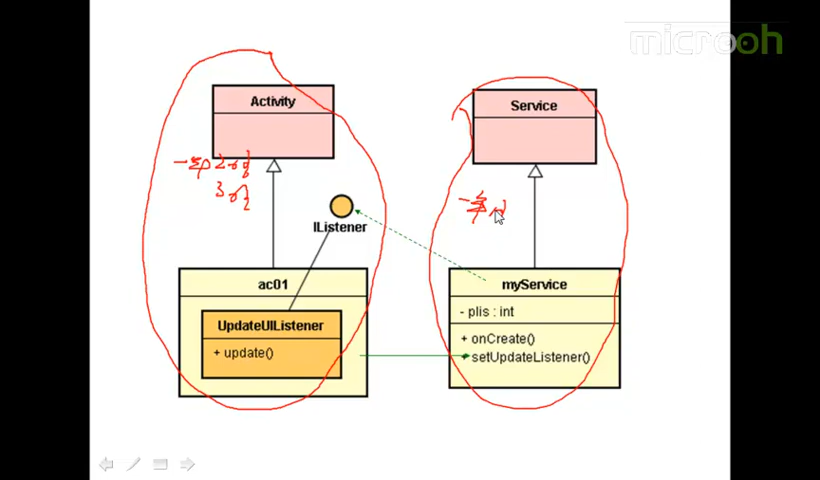 microoh
Activity
Service
IListener
ac01
UpdateUIListener
+ update()
myService
- plis : int
+ onCreate()
setUpdateListener()